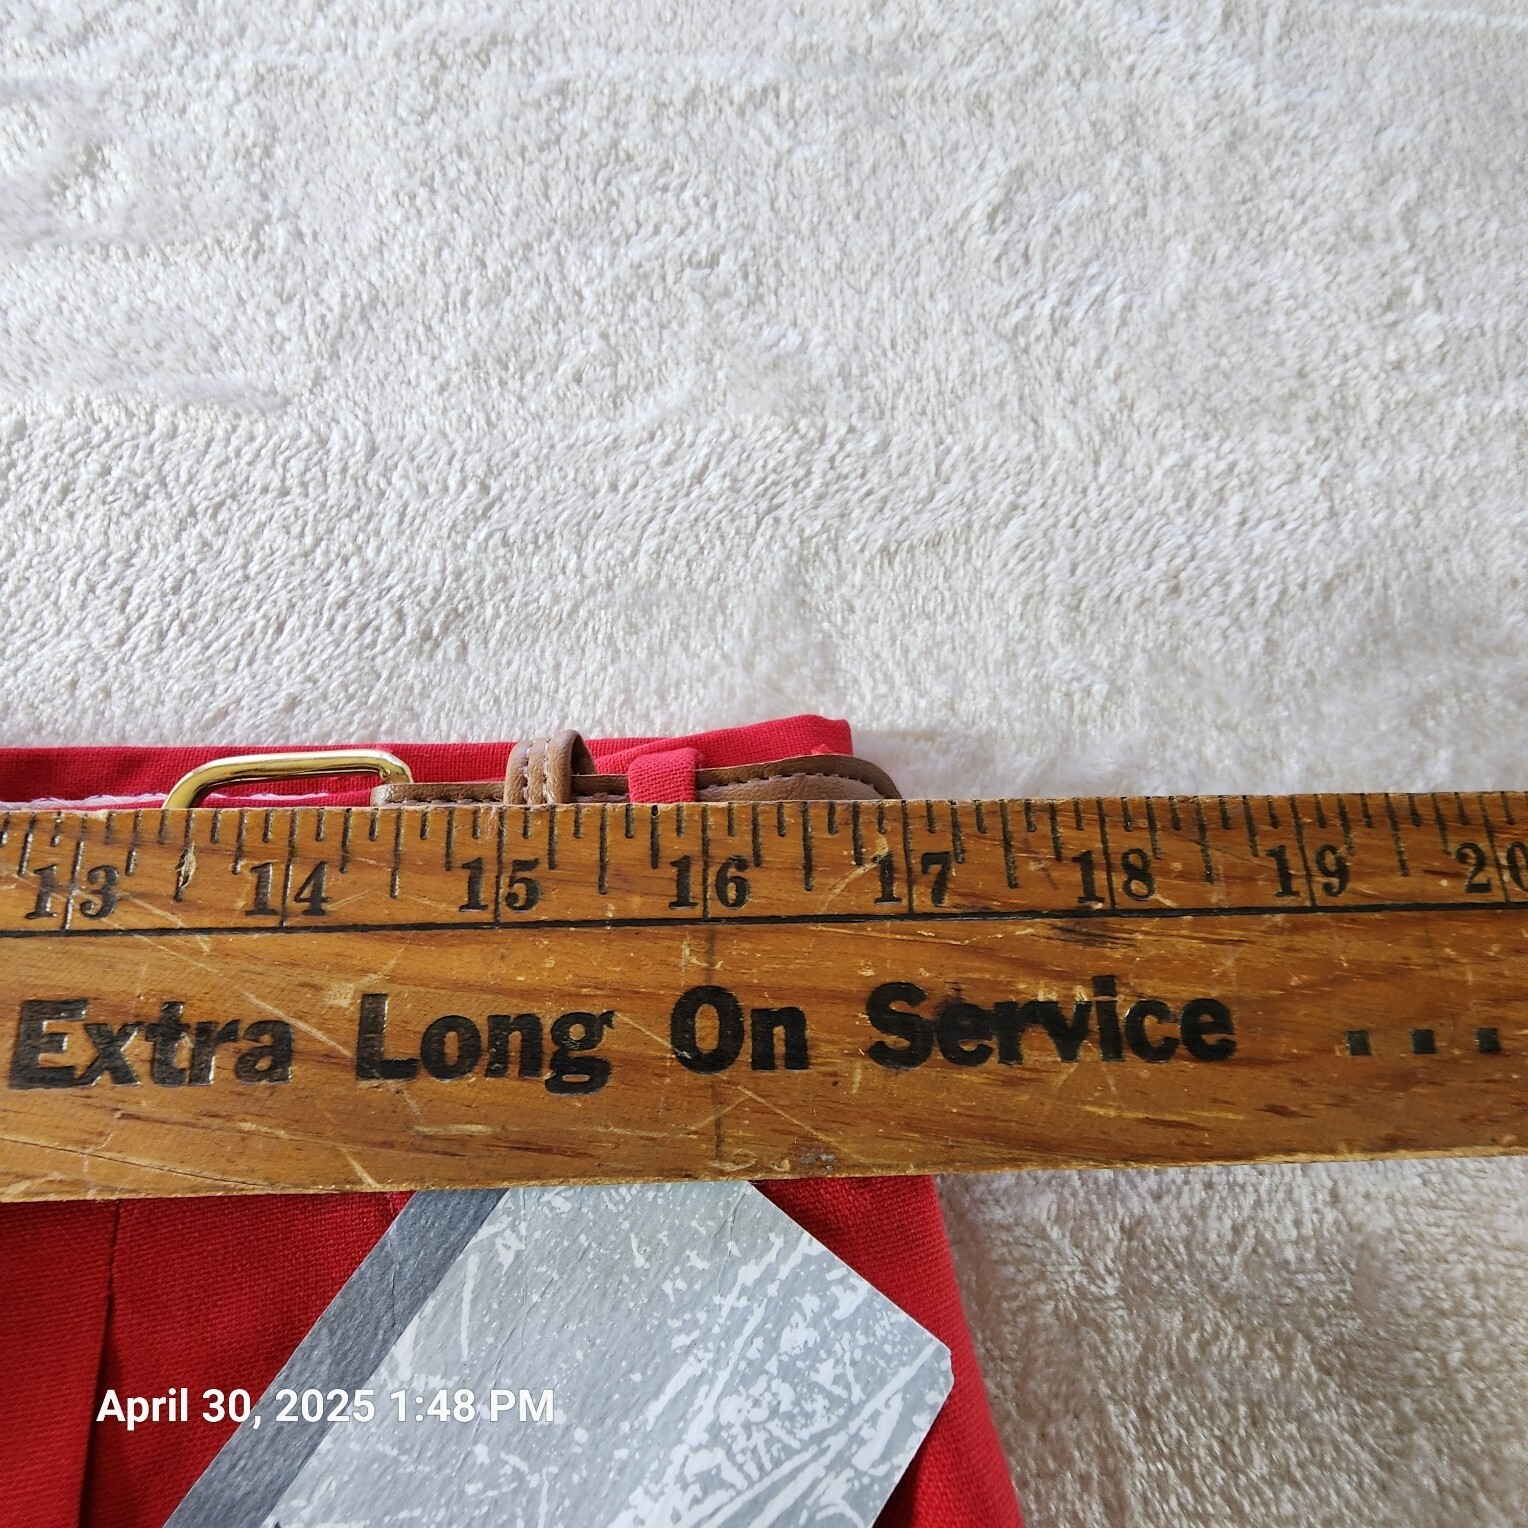 13 14 15 16 17 18 19 20
Extra Long On Service ...
April 30, 2025 1:48 PM